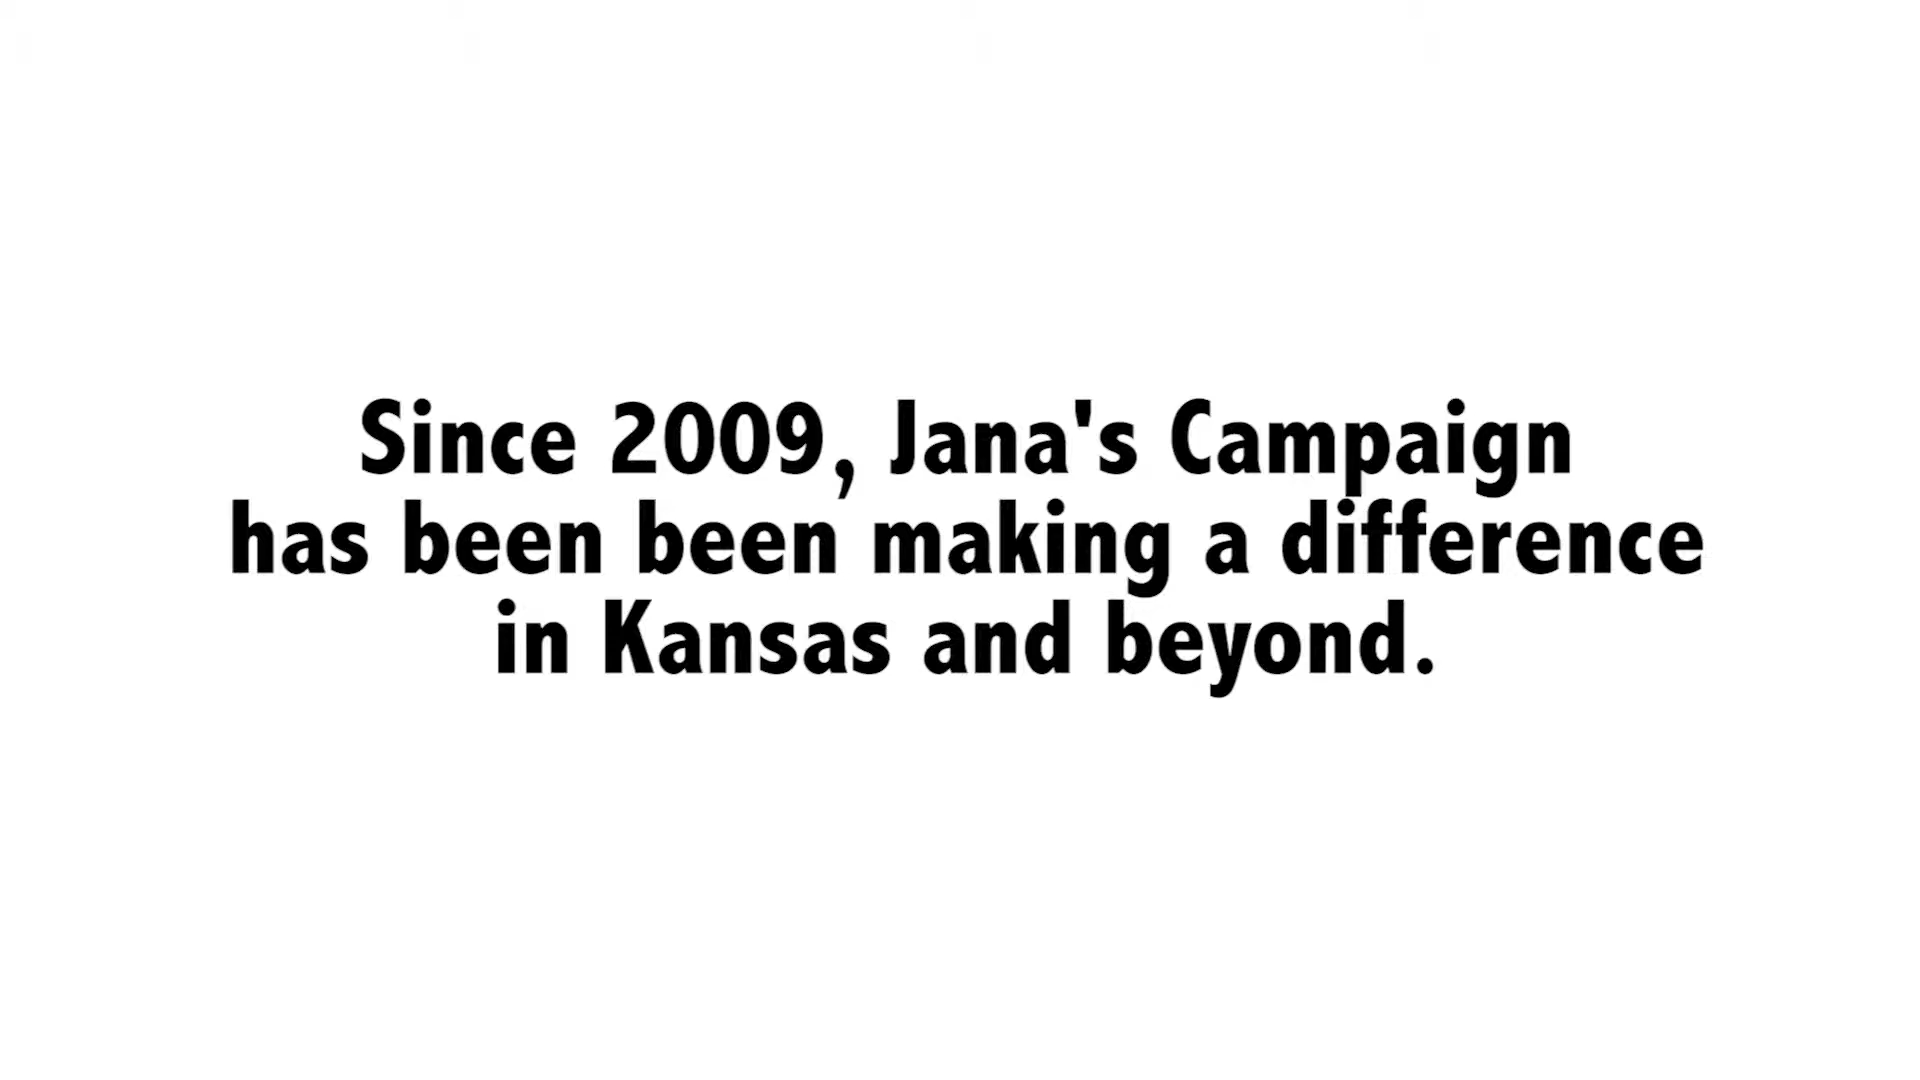 Since 2009, Jana's Campaign
has been been making a difference
in Kansas and beyond.